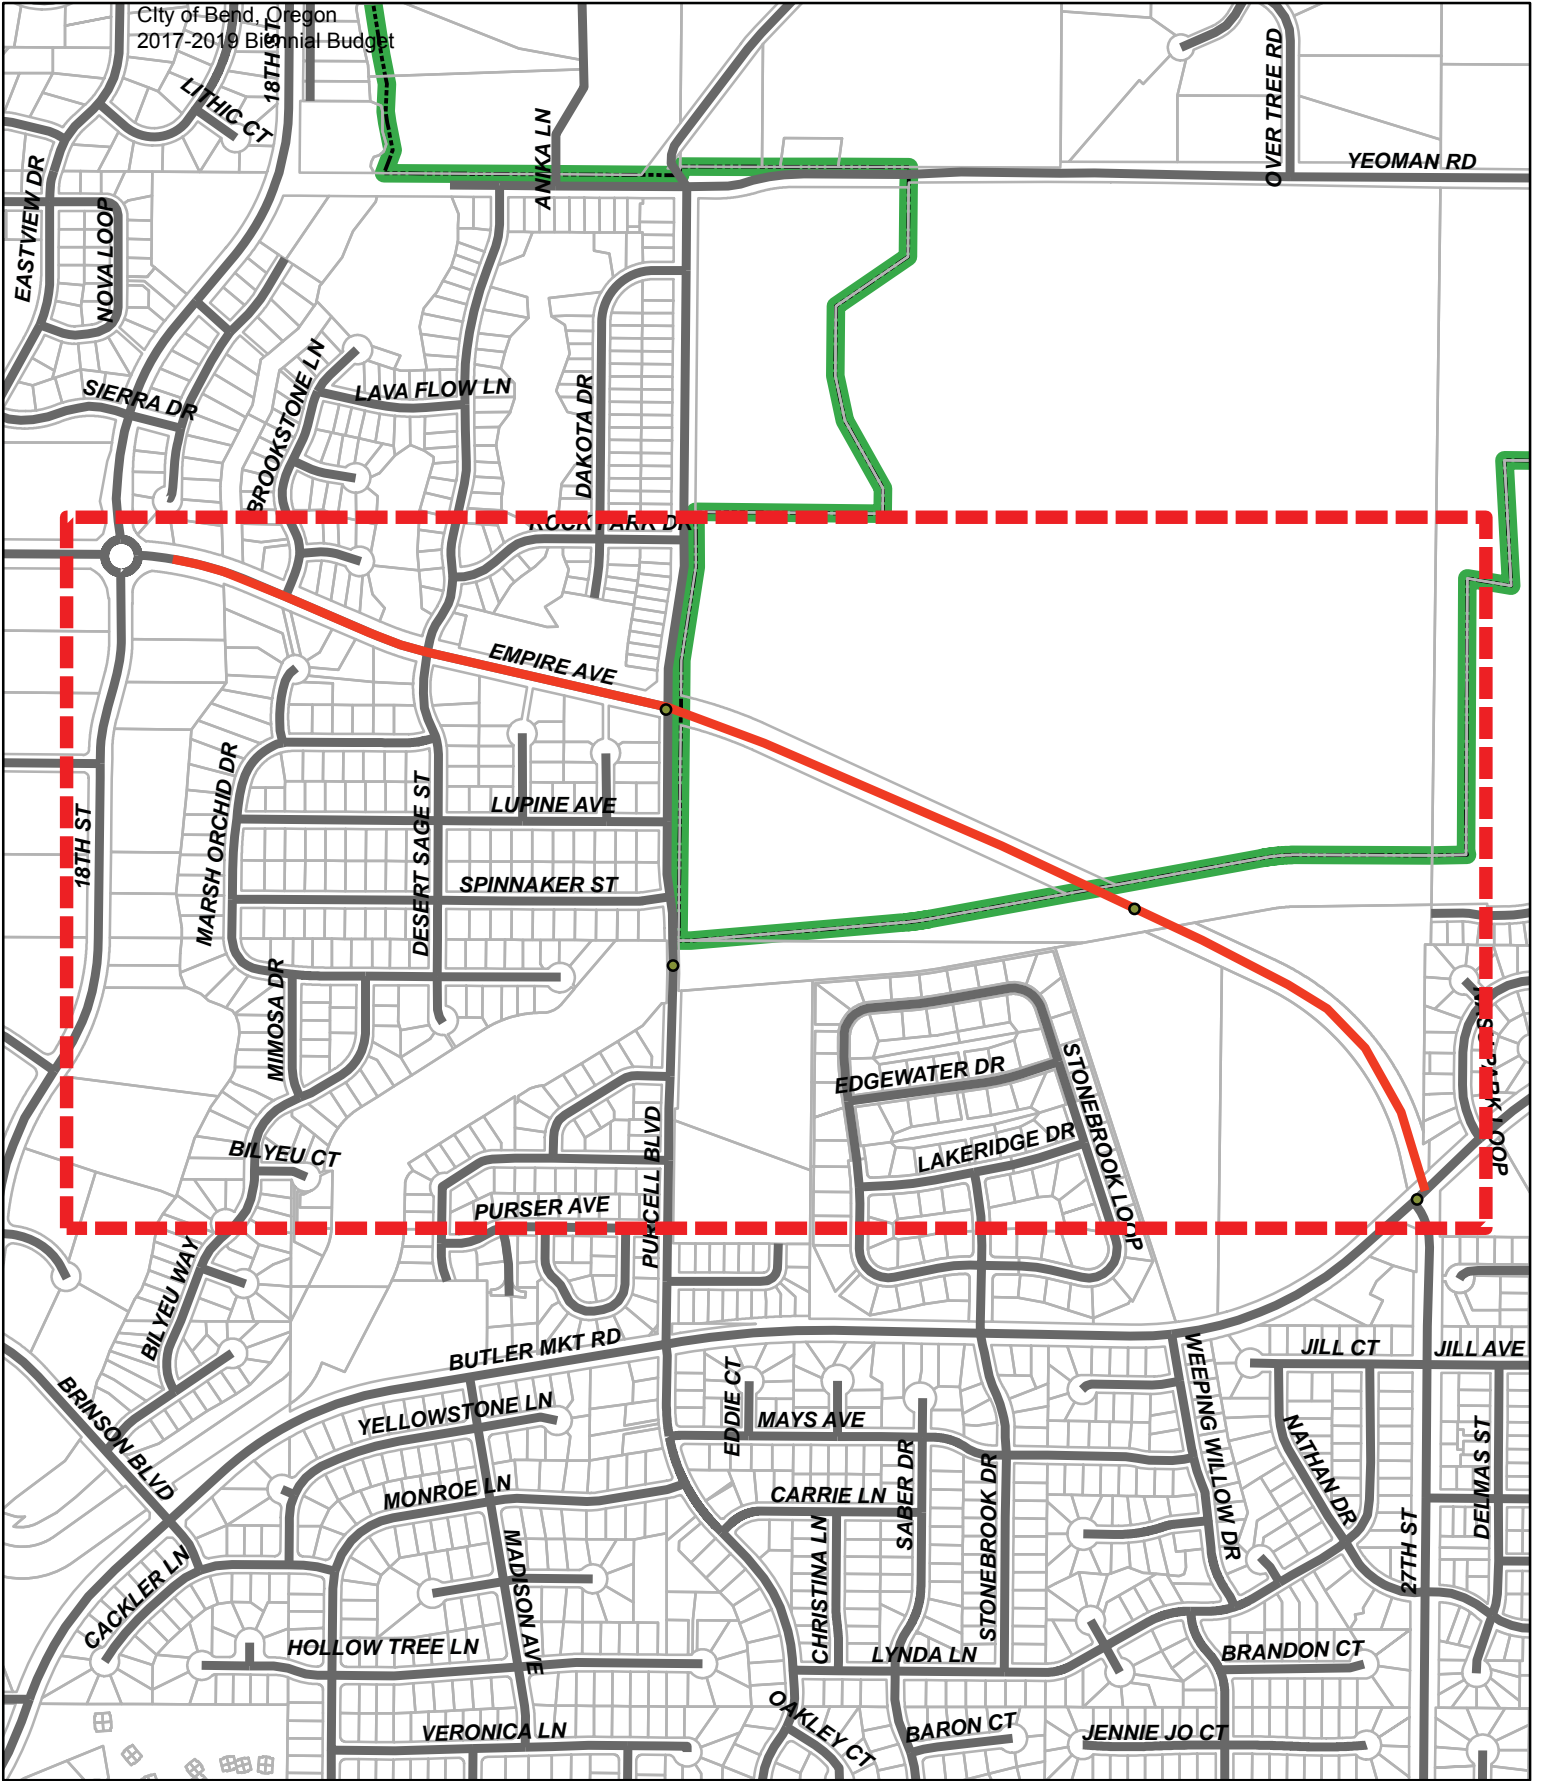 CIty of Bend, Oregon
2017-2019 Biennial Budget
18TH ST
LITHIC CT
ANIKA LN
OVER TREE RD
YEOMAN RD
EASTVIEW DR
NOVA LOOP
SIERRA DR
BROOKSTONE LN
LAVA FLOW LN
DAKOTA DR
ROCK PARK DR
EMPIRE AVE
MARSH ORCHID DR
DESERT SAGE ST
LUPINE AVE
18TH ST
SPINNAKER ST
MIMOSA DR
PARK LOOP
EDGEWATER DR
STONEBROOK LOOP
LAKERIDGE DR
BILYEU CT
PURCELL BLVD
PURSER AVE
BILYEU WAY
BUTLER MKT RD
JILL CT
JILL AVE
WEEPING WILLOW DR
BRINSON BLVD
YELLOWSTONE LN
EDDIE CT
MAYS AVE
NATHAN DR
DELMAS ST
MONROE LN
CARRIE LN
SABER DR
STONEBROOK DR
CHRISTINA LN
MADISON AVE
27TH ST
CACKLER LN
HOLLOW TREE LN
LYNDA LN
BRANDON CT
OAKLEY CT
VERONICA LN
BARON CT
JENNIE JO CT